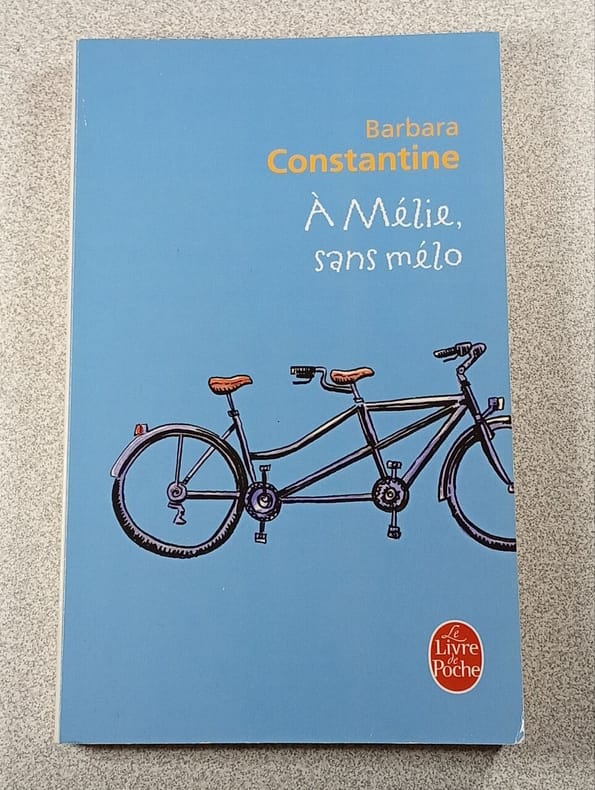 Barbara
Constantine
À Mélie,
sans mélo
Le
Livre
de
Poche